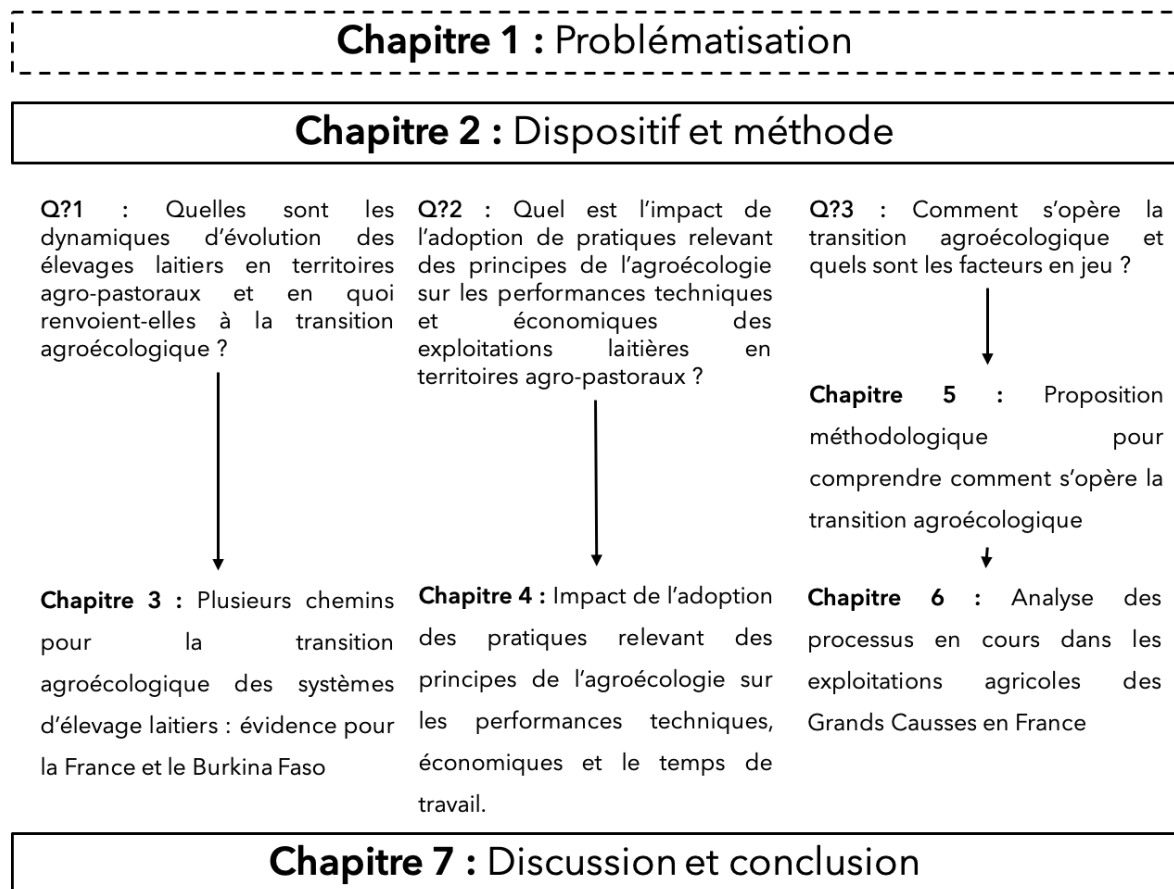 Chapitre 1 : Problématisation
Chapitre 2 : Dispositif et méthode
Q?1 : Quelles sont les
dynamiques d'évolution des
élevages laitiers en territoires
agro-pastoraux et en quoi
renvoient-elles à la transition
agroécologique ?
Chapitre 3 : Plusieurs chemins
pour la transition
agroécologique des systèmes
d'élevage laitiers : évidence pour
la France et le Burkina Faso
Q?2 : Quel est l'impact de
l'adoption de pratiques relevant
des principes de l'agroécologie
sur les performances techniques
et économiques des
exploitations laitières en
territoires agro-pastoraux ?
Chapitre 4 : Impact de l'adoption
des pratiques relevant des
principes de l'agroécologie sur
les performances techniques,
économiques et le temps de
travail.
Q?3 : Comment s'opère la
transition agroécologique et
quels sont les facteurs en jeu ?
Chapitre 5 : Proposition
méthodologique pour
comprendre comment s'opère la
transition agroécologique
Chapitre 6 : Analyse des
processus en cours dans les
exploitations agricoles des
Grands Causses en France
Chapitre 7 : Discussion et conclusion